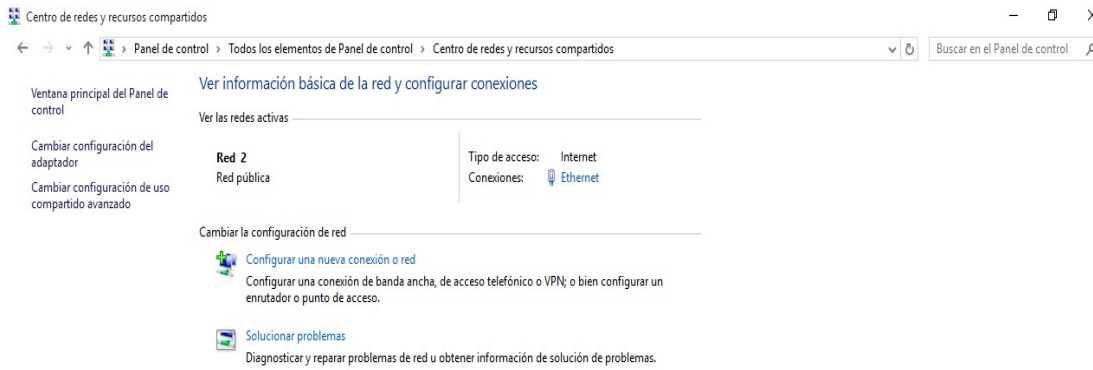 Centro de redes y recursos compartidos
Panel de control > Todos los elementos de Panel de control > Centro de redes y recursos compartidos
Buscar en el Panel de control
Ventana principal del Panel de
control
Cambiar configuración del
adaptador
Cambiar configuración de uso
compartido avanzado
Ver información básica de la red y configurar conexiones
Ver las redes activas
Red 2
Red pública
Tipo de acceso: Internet
Conexiones: Ethernet
Cambiar la configuración de red
Configurar una nueva conexión o red
Configurar una conexión de banda ancha, de acceso telefónico o VPN; o bien configurar un
enrutador o punto de acceso.
Solucionar problemas
Diagnosticar y reparar problemas de red u obtener información de solución de problemas.